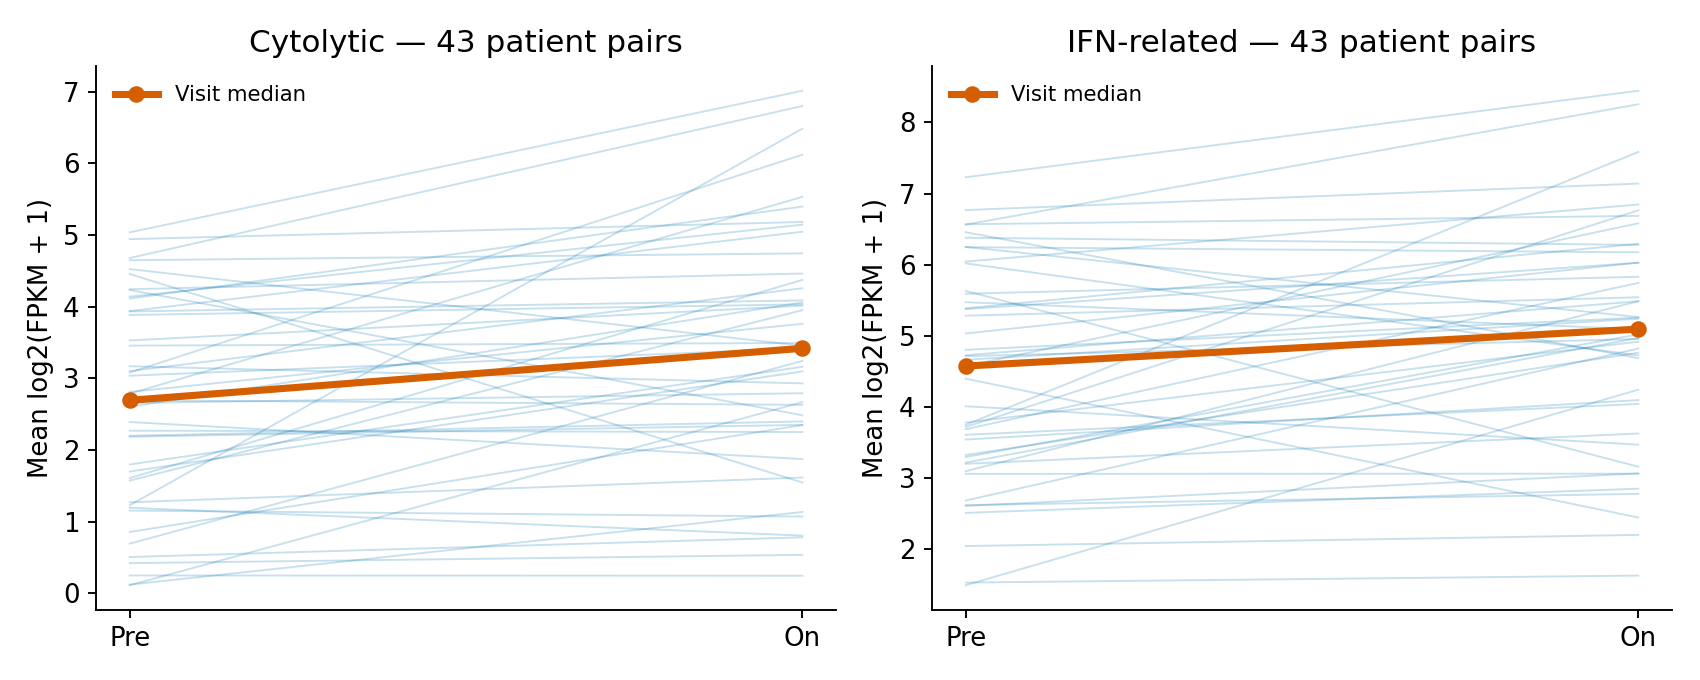 Cytolytic — 43 patient pairs
Visit median
Mean log2(FPKM + 1)
7
6
5
4
3
2
1
0
Pre
On
IFN-related — 43 patient pairs
Visit median
Mean log2(FPKM + 1)
8
7
6
5
4
3
2
Pre
On